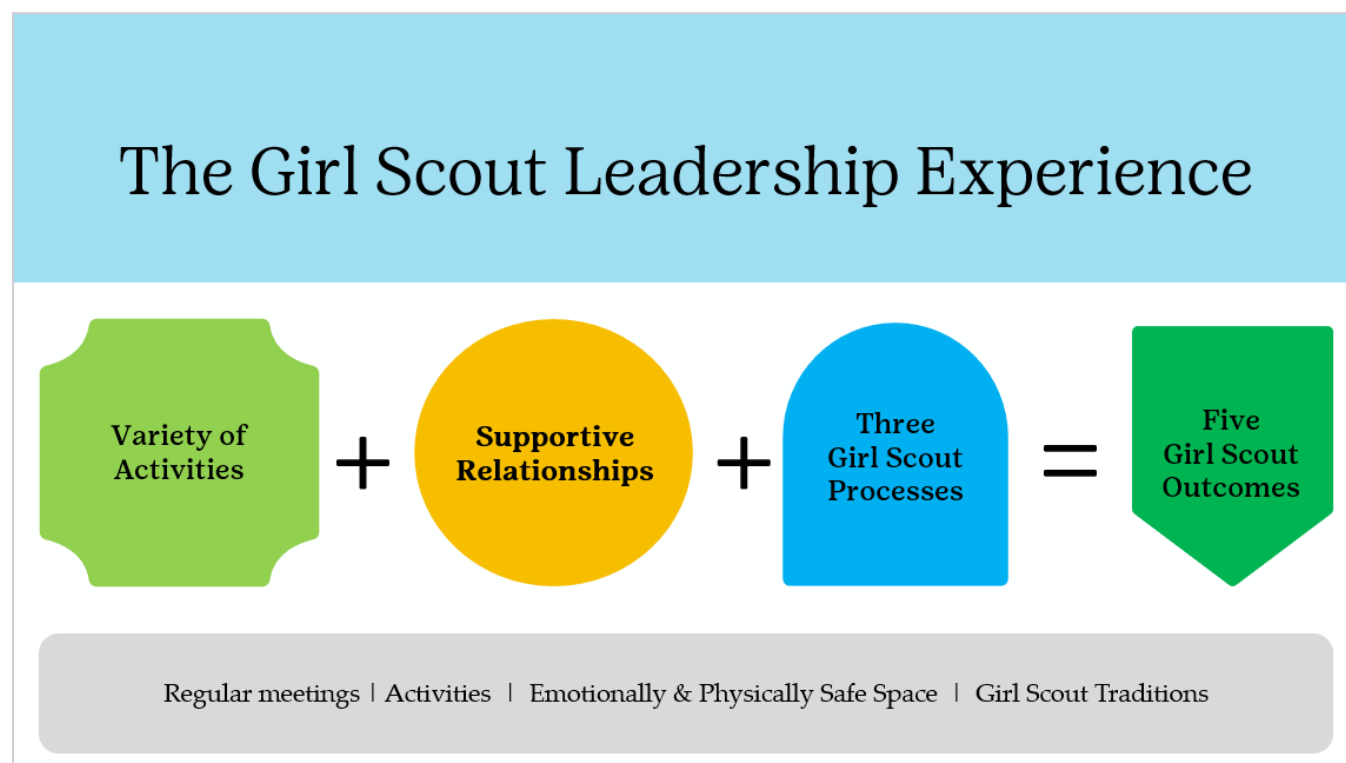 The Girl Scout Leadership Experience
Variety of
Activities
+
Supportive
Relationships
+
Three
Girl Scout
Processes
=
Five
Girl Scout
Outcomes
Regular meetings | Activities | Emotionally & Physically Safe Space | Girl Scout Traditions